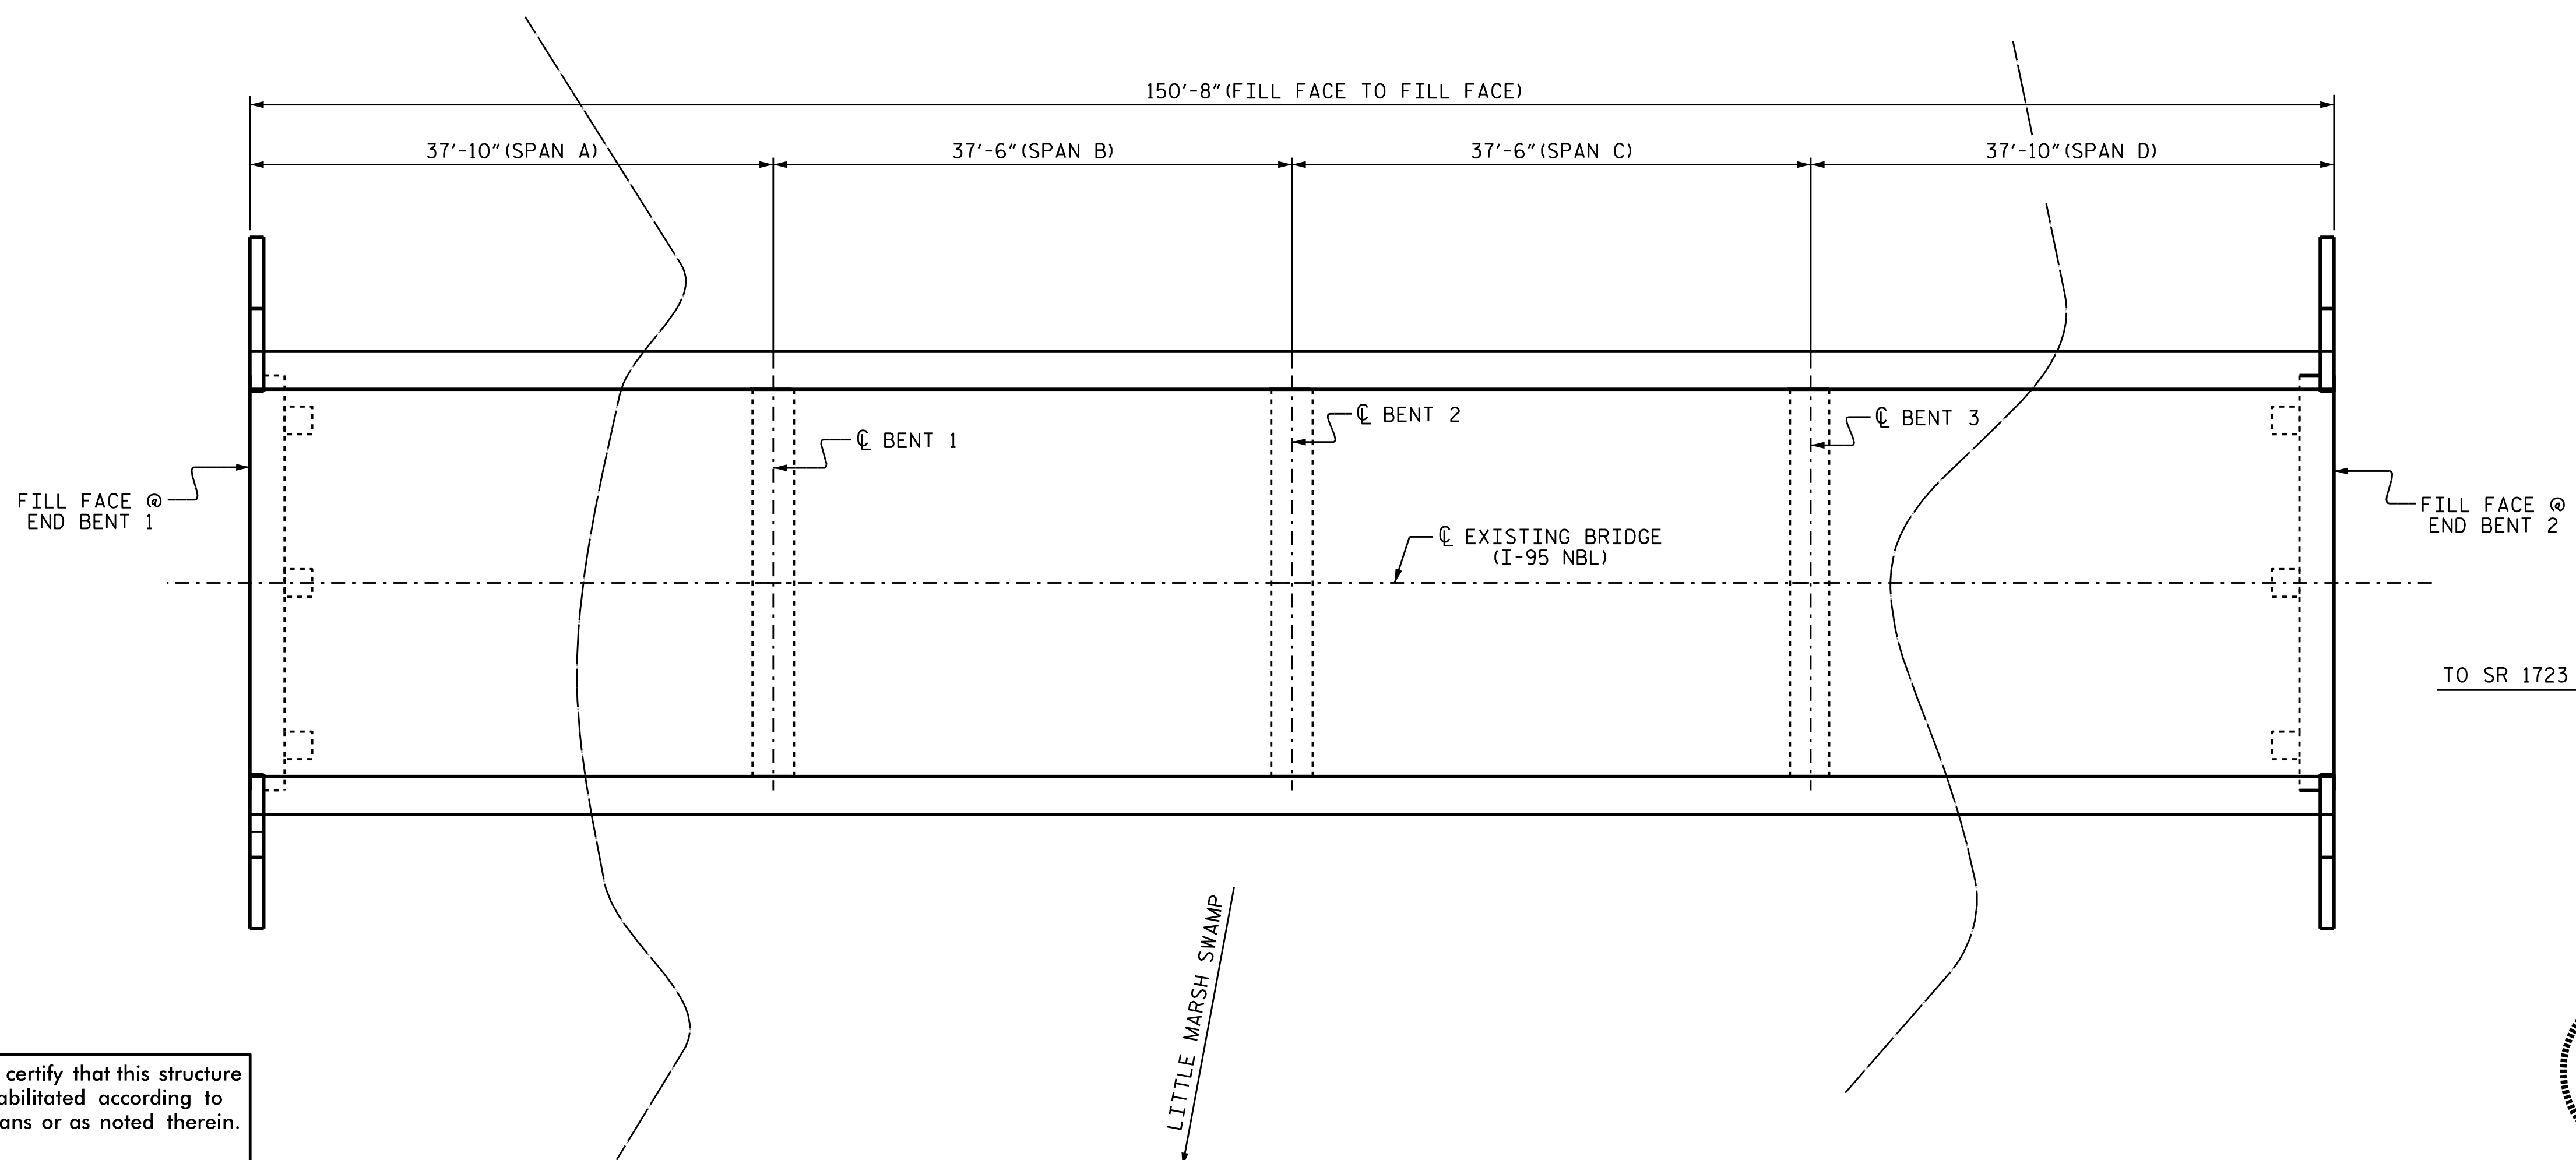 150'-8" (FILL FACE TO FILL FACE)
37'-10" (SPAN A)
37'-6" (SPAN B)
37'-6" (SPAN C)
37'-10" (SPAN D)
℄ BENT 1
℄ BENT 2
℄ BENT 3
FILL FACE @
END BENT 1
FILL FACE @
END BENT 2
℄ EXISTING BRIDGE
(I-95 NBL)
TO SR 1723
LITTLE MARSH SWAMP
certify that this structure
abilitated according to
ans or as noted therein.